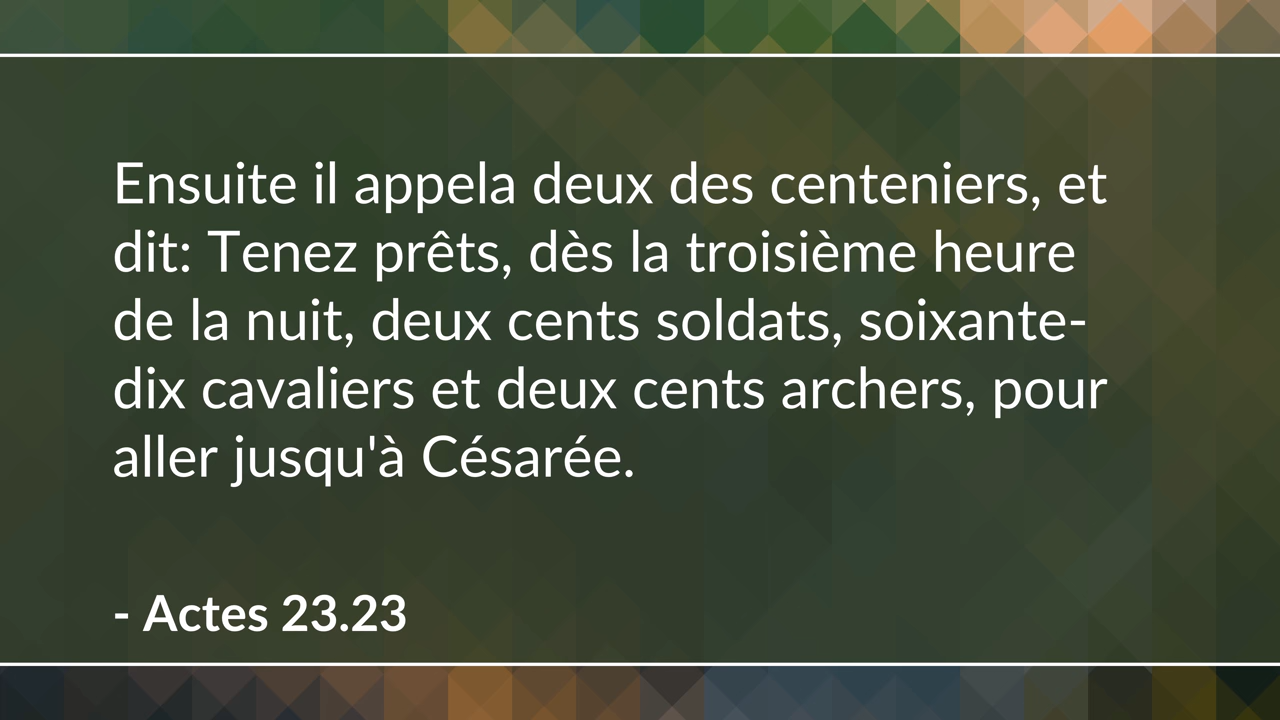 Ensuite il appela deux des centeniers, et
dit: Tenez prêts, dès la troisième heure
de la nuit, deux cents soldats, soixante-
dix cavaliers et deux cents archers, pour
aller jusqu'à Césarée.
- Actes 23.23